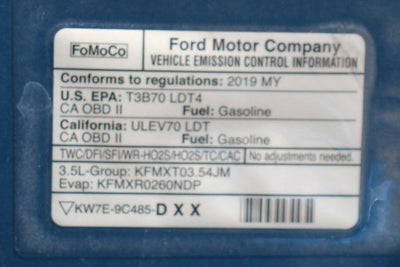 FoMoCo
Ford Motor Company
VEHICLE EMISSION CONTROL INFORMATION
Conforms to regulations: 2019 MY
U.S. EPA: T3B70 LDT4
CA OBD II Fuel: Gasoline
California: ULEV70 LDT
CA OBD II Fuel: Gasoline
TWC/DFI/SFI/WR-HO2S/HO2S/TC/CAC No adjustments needed.
3.5L-Group: KFMXT03.54JM
Evap: KFMXR0260NDP
▽KW7E-9C485-DXX